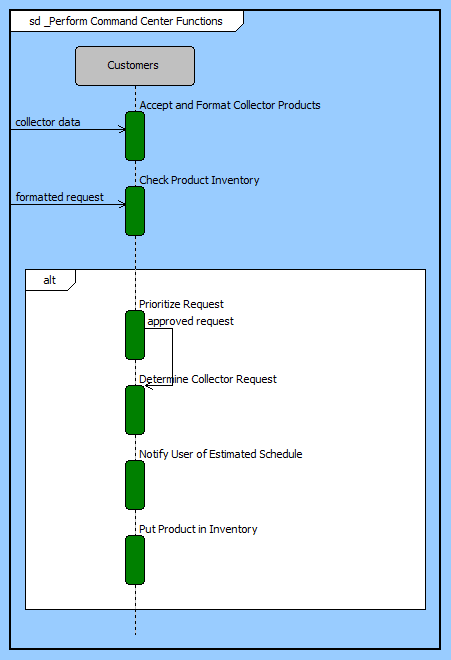 sd _Perform Command Center Functions
Customers
Accept and Format Collector Products
collector data
Check Product Inventory
formatted request
alt
Prioritize Request
approved request
Determine Collector Request
Notify User of Estimated Schedule
Put Product in Inventory